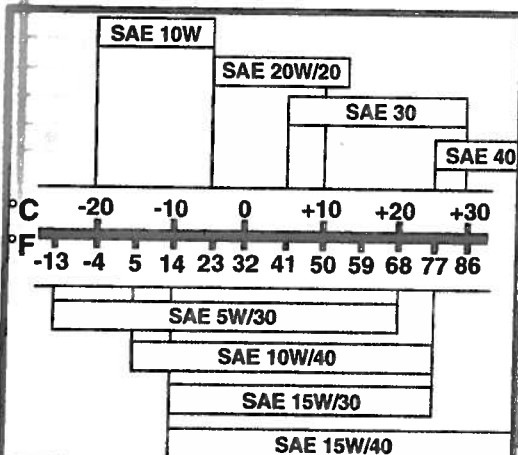 SAE 10W
SAE 20W/20
SAE 30
SAE 40
°C -20 -10 0 +10 +20 +30
°F -13 -4 5 14 23 32 41 50 59 68 77 86
SAE 5W/30
SAE 10W/40
SAE 15W/30
SAE 15W/40